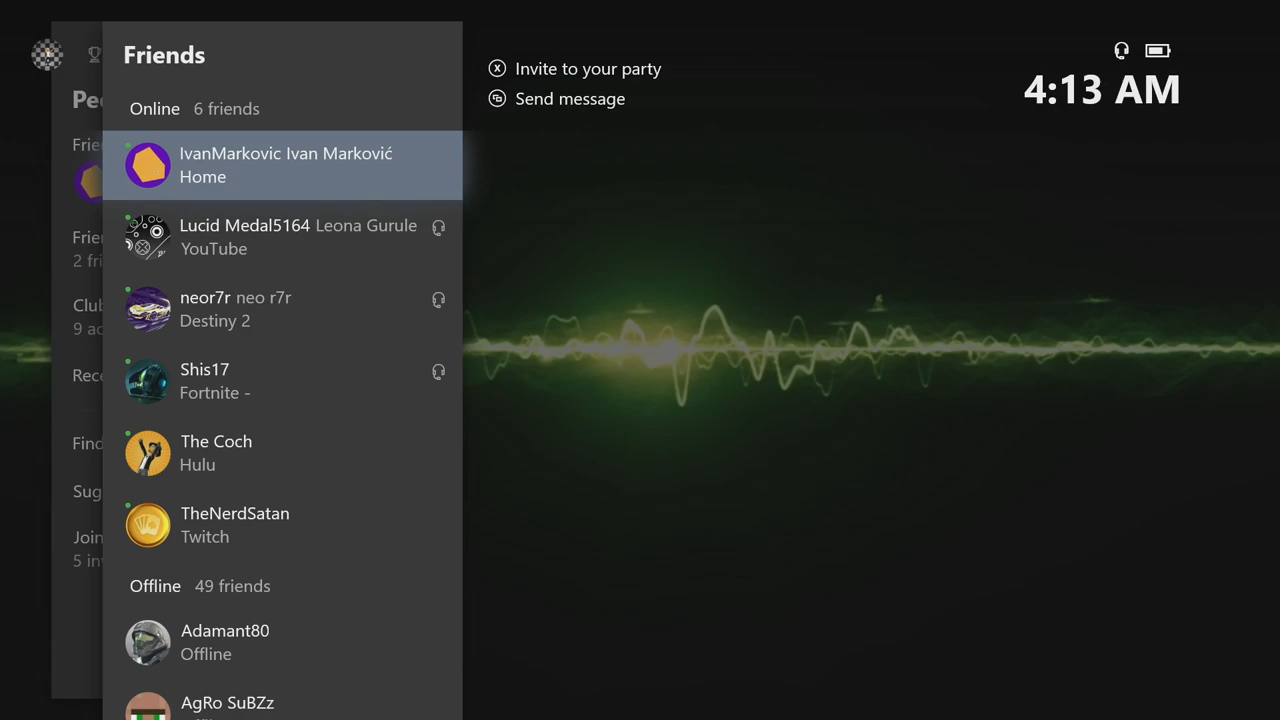 Friends
Online 6 friends
IvanMarkovic Ivan Marković
Home
Lucid Medal5164 Leona Gurule
YouTube
neor7r neo r7r
Destiny 2
Shis17
Fortnite -
The Coch
Hulu
TheNerdSatan
Twitch
Offline 49 friends
Adamant80
Offline
AgRo SuBZz
Invite to your party
Send message
4:13 AM